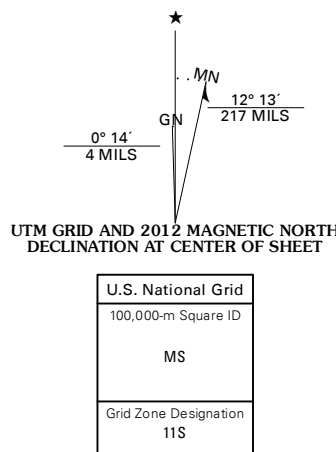 ★
MN
GN
12° 13´
217 MILS
0° 14´
4 MILS
UTM GRID AND 2012 MAGNETIC NORTH
DECLINATION AT CENTER OF SHEET
U.S. National Grid
100,000-m Square ID
MS
Grid Zone Designation
11S